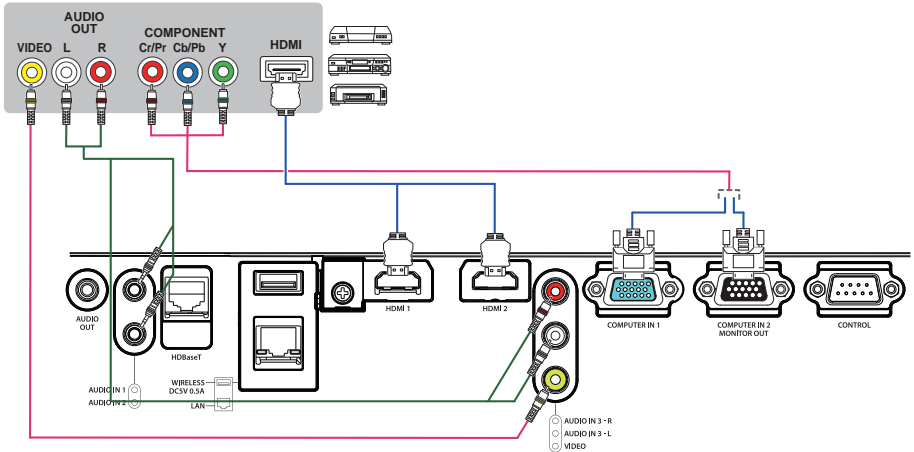 AUDIO
OUT
COMPONENT
VIDEO L R Cr/Pr Cb/Pb Y HDMI
AUDIO
OUT
HDBaseT
HDMI 1
HDMI 2
COMPUTER IN 1
COMPUTER IN 2
MONITOR OUT
CONTROL
AUDIO IN 1
AUDIO IN 2
WIRELESS
DC5V 0.5A
LAN
AUDIO IN 3 - R
AUDIO IN 3 - L
VIDEO